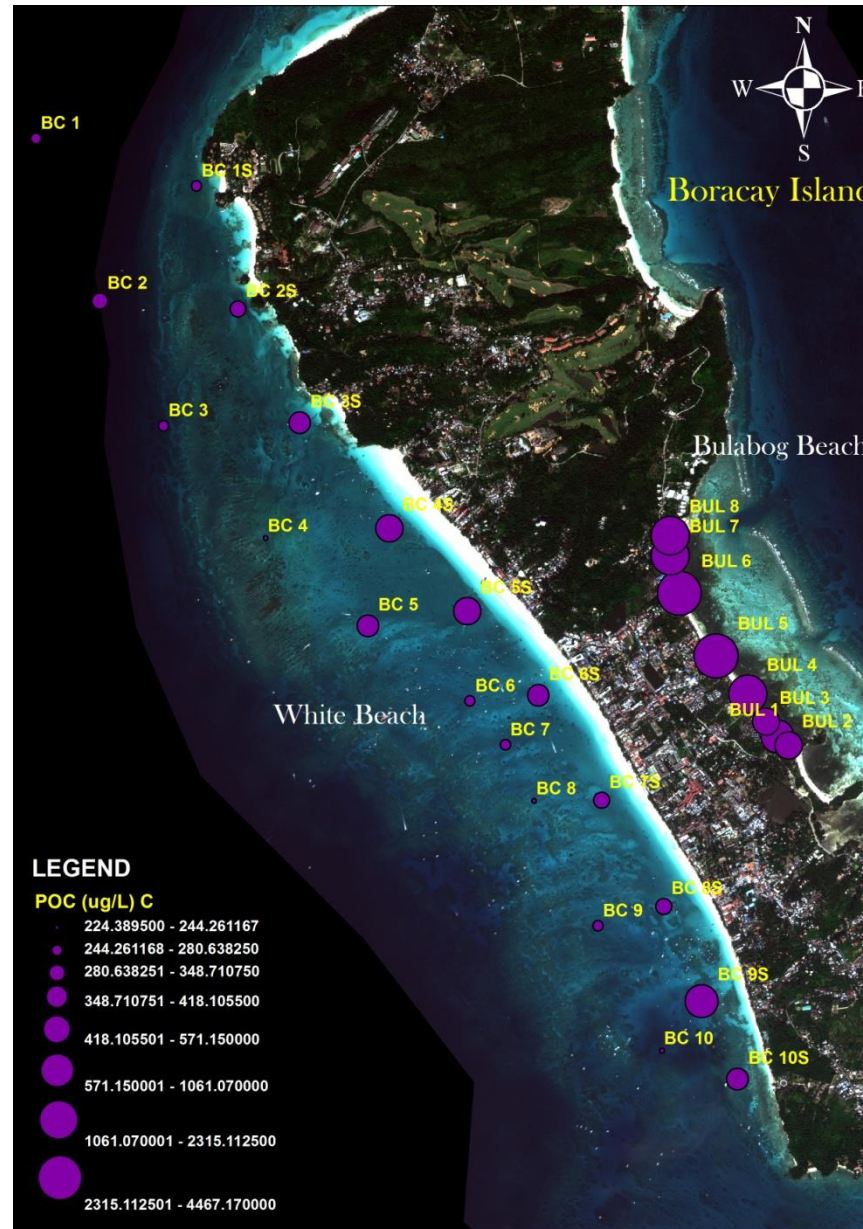 N
W
E
S
BC 1
BC 1S
Boracay Island
BC 2
BC 2S
BC 3
BC 3S
Bulabog Beach
BC 4S
BC 4
BUL 8
BUL 7
BUL 6
BC 5S
BC 5
BUL 5
BUL 4
BC 6S
BC 6
BUL 3
BUL 1
BUL 2
White Beach
BC 7
BC 8
BC 7S
BC 8S
BC 9
BC 9S
BC 10
BC 10S
LEGEND
POC (ug/L) C
224.389500 - 244.261167
244.261168 - 280.638250
280.638251 - 348.710750
348.710751 - 418.105500
418.105501 - 571.150000
571.150001 - 1061.070000
1061.070001 - 2315.112500
2315.112501 - 4467.170000